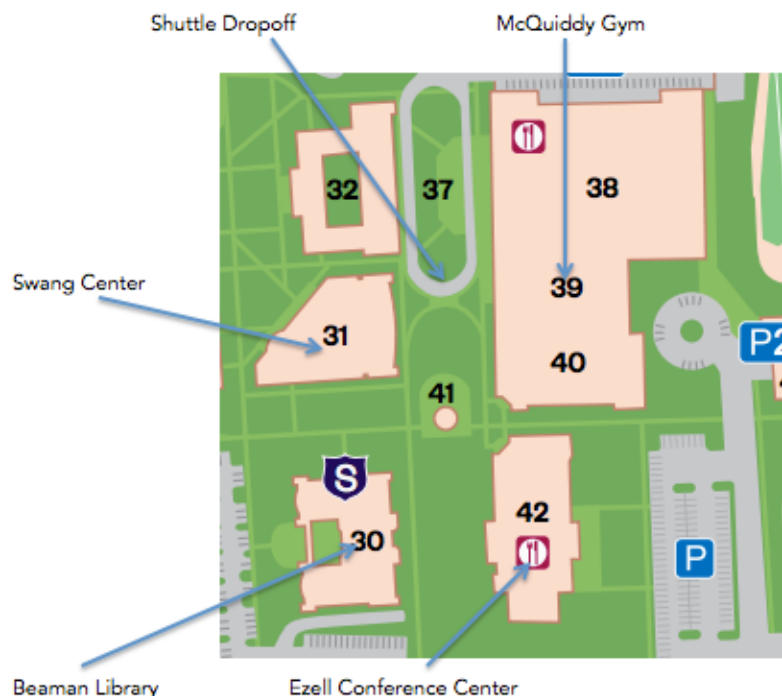 Shuttle Dropoff
McQuiddy Gym
32
37
38
Swang Center
39
31
P2
40
41
S
42
30
P
Beaman Library
Ezell Conference Center